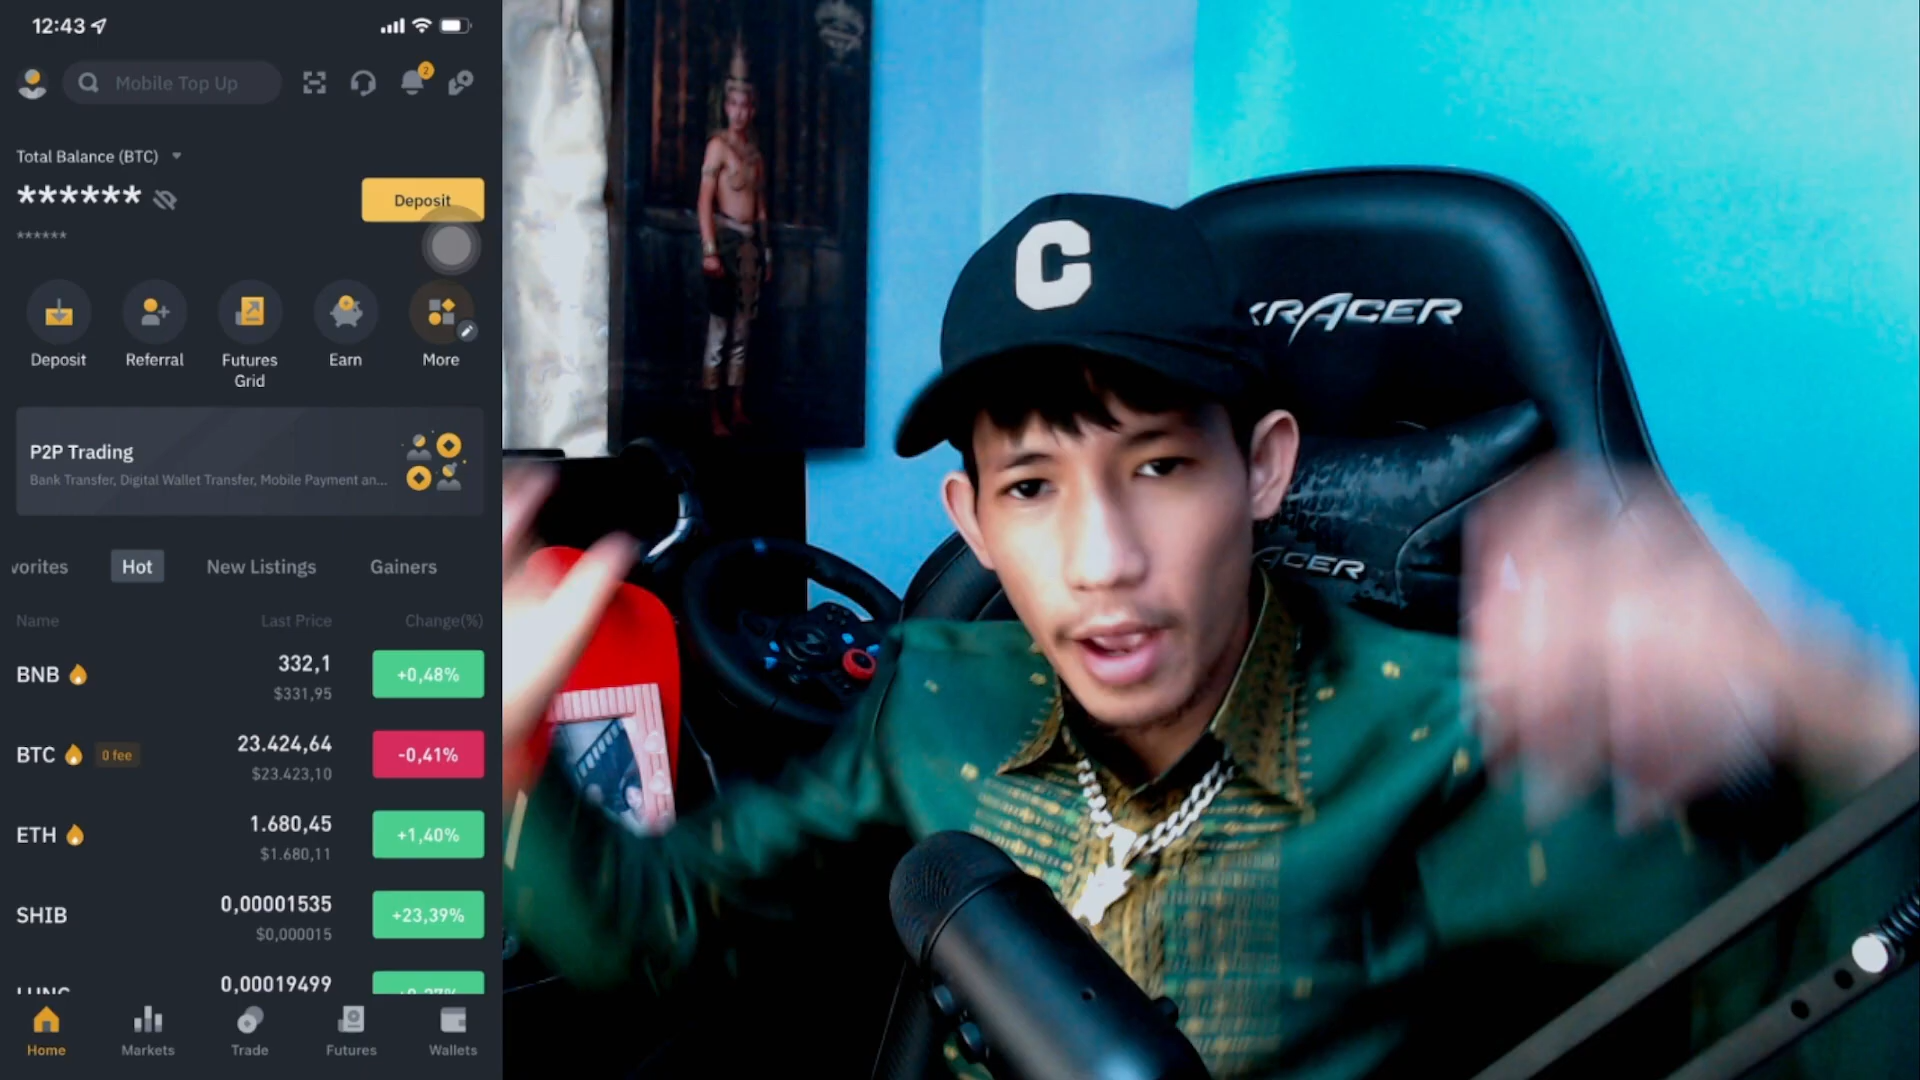 12:43
Mobile Top Up
2
Total Balance (BTC)
******
Deposit
******
Deposit
Referral
Futures
Grid
Earn
More
P2P Trading
Bank Transfer, Digital Wallet Transfer, Mobile Payment an...
vorites
Hot
New Listings
Gainers
Name
Last Price
Change(%)
BNB
332,1
$331,95
+0,48%
BTC
0 fee
23.424,64
$23.423,10
-0,41%
ETH
1.680,45
$1.680,11
+1,40%
SHIB
0,00001535
$0,000015
+23,39%
0,00019499
Home
Markets
Trade
Futures
Wallets
C
RACER
ACER